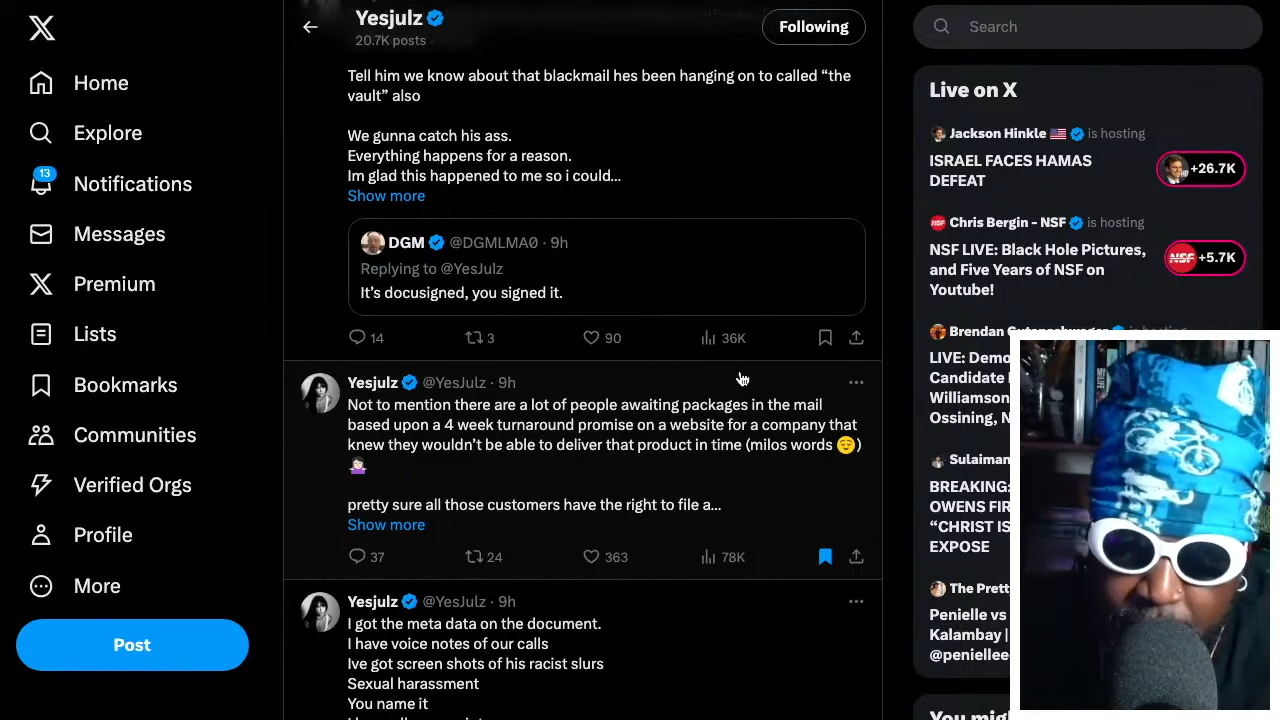 Yesjulz
20.7K posts
Following
Search
Home
Explore
13
Notifications
Messages
Premium
Lists
Bookmarks
Communities
Verified Orgs
Profile
More
Post
Tell him we know about that blackmail hes been hanging on to called “the
vault” also
We gunna catch his ass.
Everything happens for a reason.
Im glad this happened to me so i could...
Show more
DGM @DGMLMA0 · 9h
Replying to @YesJulz
It’s docusigned, you signed it.
14 3 90 36K
Yesjulz @YesJulz · 9h
Not to mention there are a lot of people awaiting packages in the mail
based upon a 4 week turnaround promise on a website for a company that
knew they wouldn’t be able to deliver that product in time (milos words 😌)
🤷🏻‍♀️
pretty sure all those customers have the right to file a...
Show more
37 24 363 78K
Yesjulz @YesJulz · 9h
I got the meta data on the document.
I have voice notes of our calls
Ive got screen shots of his racist slurs
Sexual harassment
You name it
Live on X
Jackson Hinkle 🇺🇸 is hosting
ISRAEL FACES HAMAS
DEFEAT
+26.7K
Chris Bergin - NSF is hosting
NSF LIVE: Black Hole Pictures,
and Five Years of NSF on
Youtube!
NSF +5.7K
Brendan is hosting
LIVE: Demo
Candidate
Williamson
Ossining, N
Sulaiman
BREAKING:
OWENS FIR
“CHRIST IS
EXPOSE
The Prett
Penielle vs
Kalambay |
@penielle
You mig